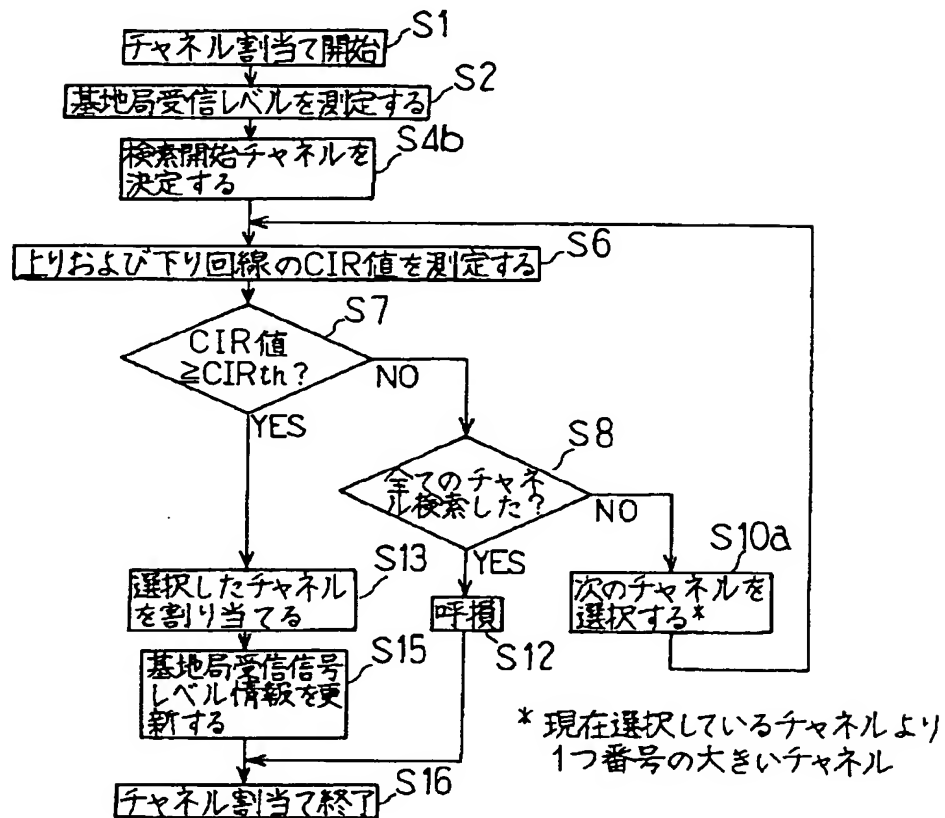 S1
チャネル割当て開始
S2
基地局受信レベルを測定する
S4b
検索開始チャネルを
決定する
S6
上りおよび下り回線のCIR値を測定する
S7
CIR値
≧CIRth?
NO
YES
S8
全てのチャネ
ル検索した?
NO
YES
S10a
次のチャネルを
選択する*
S13
選択したチャネル
を割り当てる
呼損
S12
S15
基地局受信信号
レベル情報を更
新する
* 現在選択しているチャネルより
1つ番号の大きいチャネル
S16
チャネル割当て終了